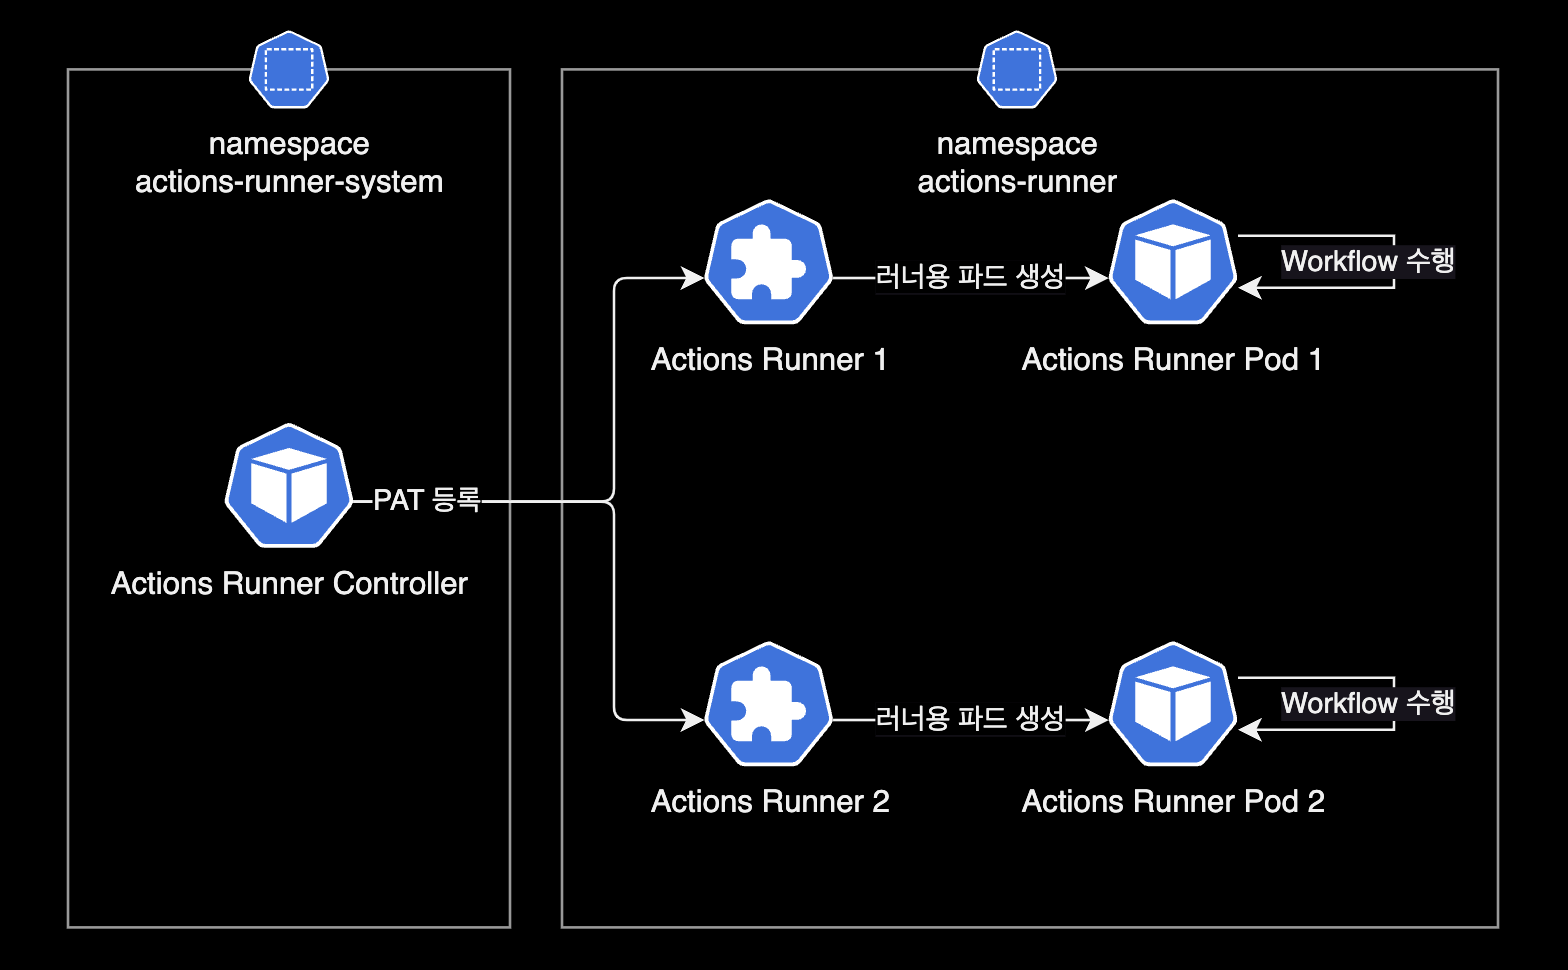 namespace
actions-runner-system
namespace
actions-runner
러너용 파드 생성
Workflow 수행
Actions Runner 1
Actions Runner Pod 1
PAT 등록
Actions Runner Controller
러너용 파드 생성
Workflow 수행
Actions Runner 2
Actions Runner Pod 2